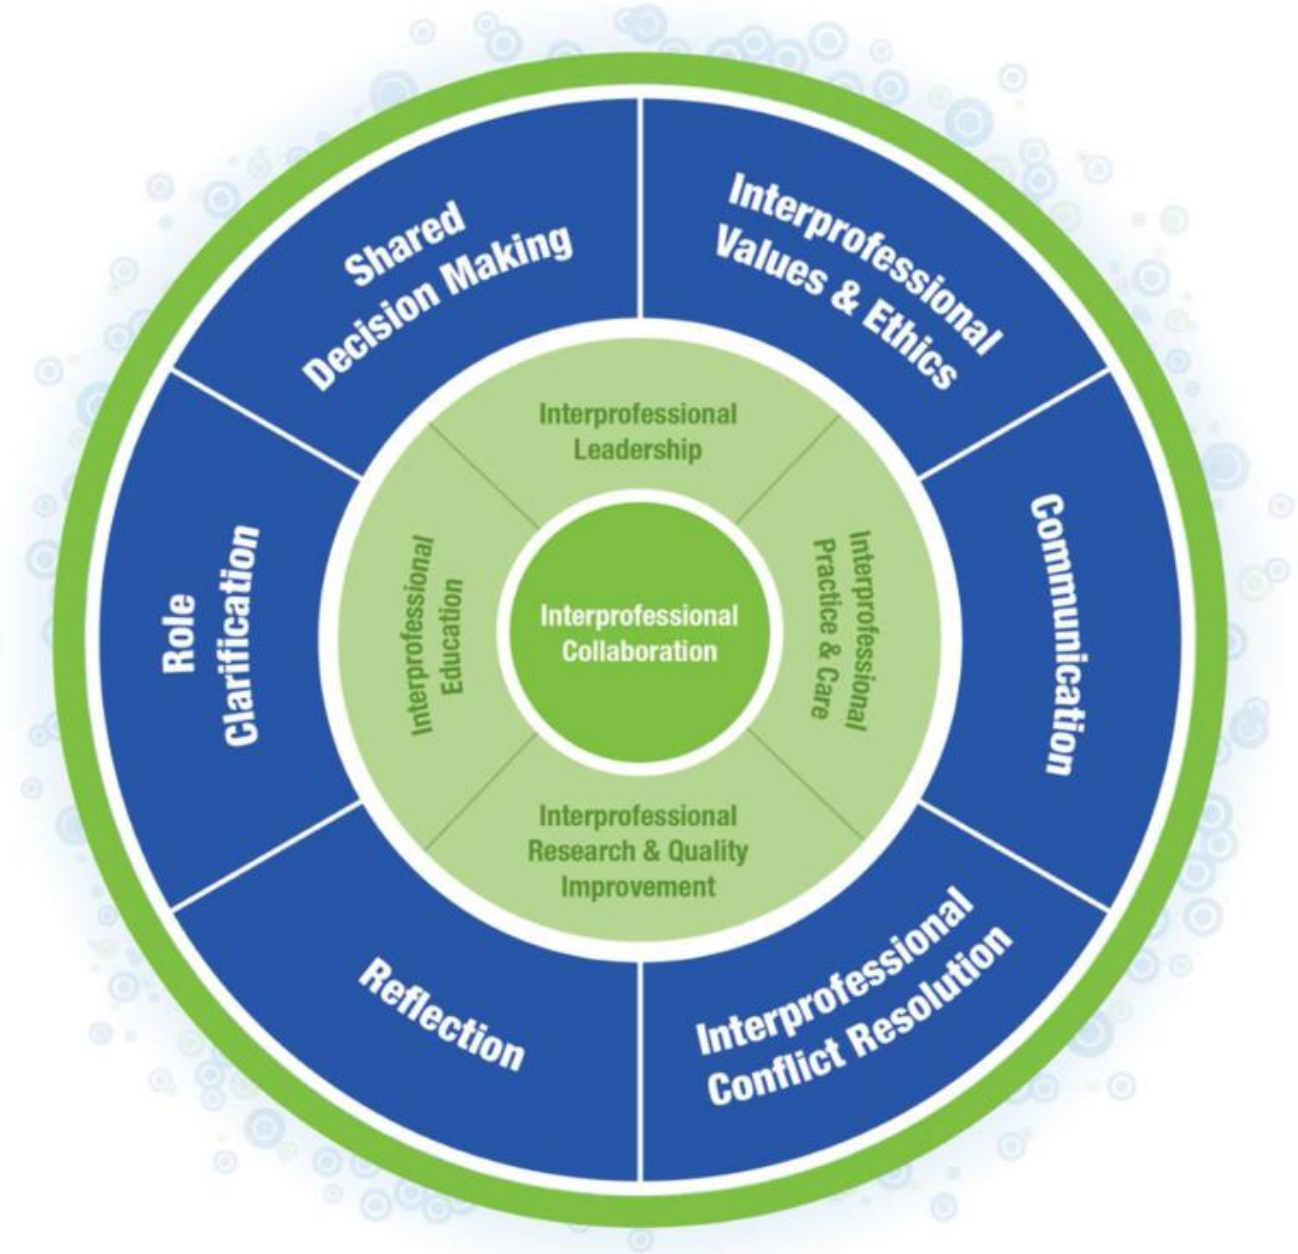 Shared
Decision Making
Interprofessional
Values & Ethics
Communication
Interprofessional
Conflict Resolution
Reflection
Role
Clarification
Interprofessional
Leadership
Interprofessional
Practice & Care
Interprofessional
Research & Quality
Improvement
Interprofessional
Education
Interprofessional
Collaboration